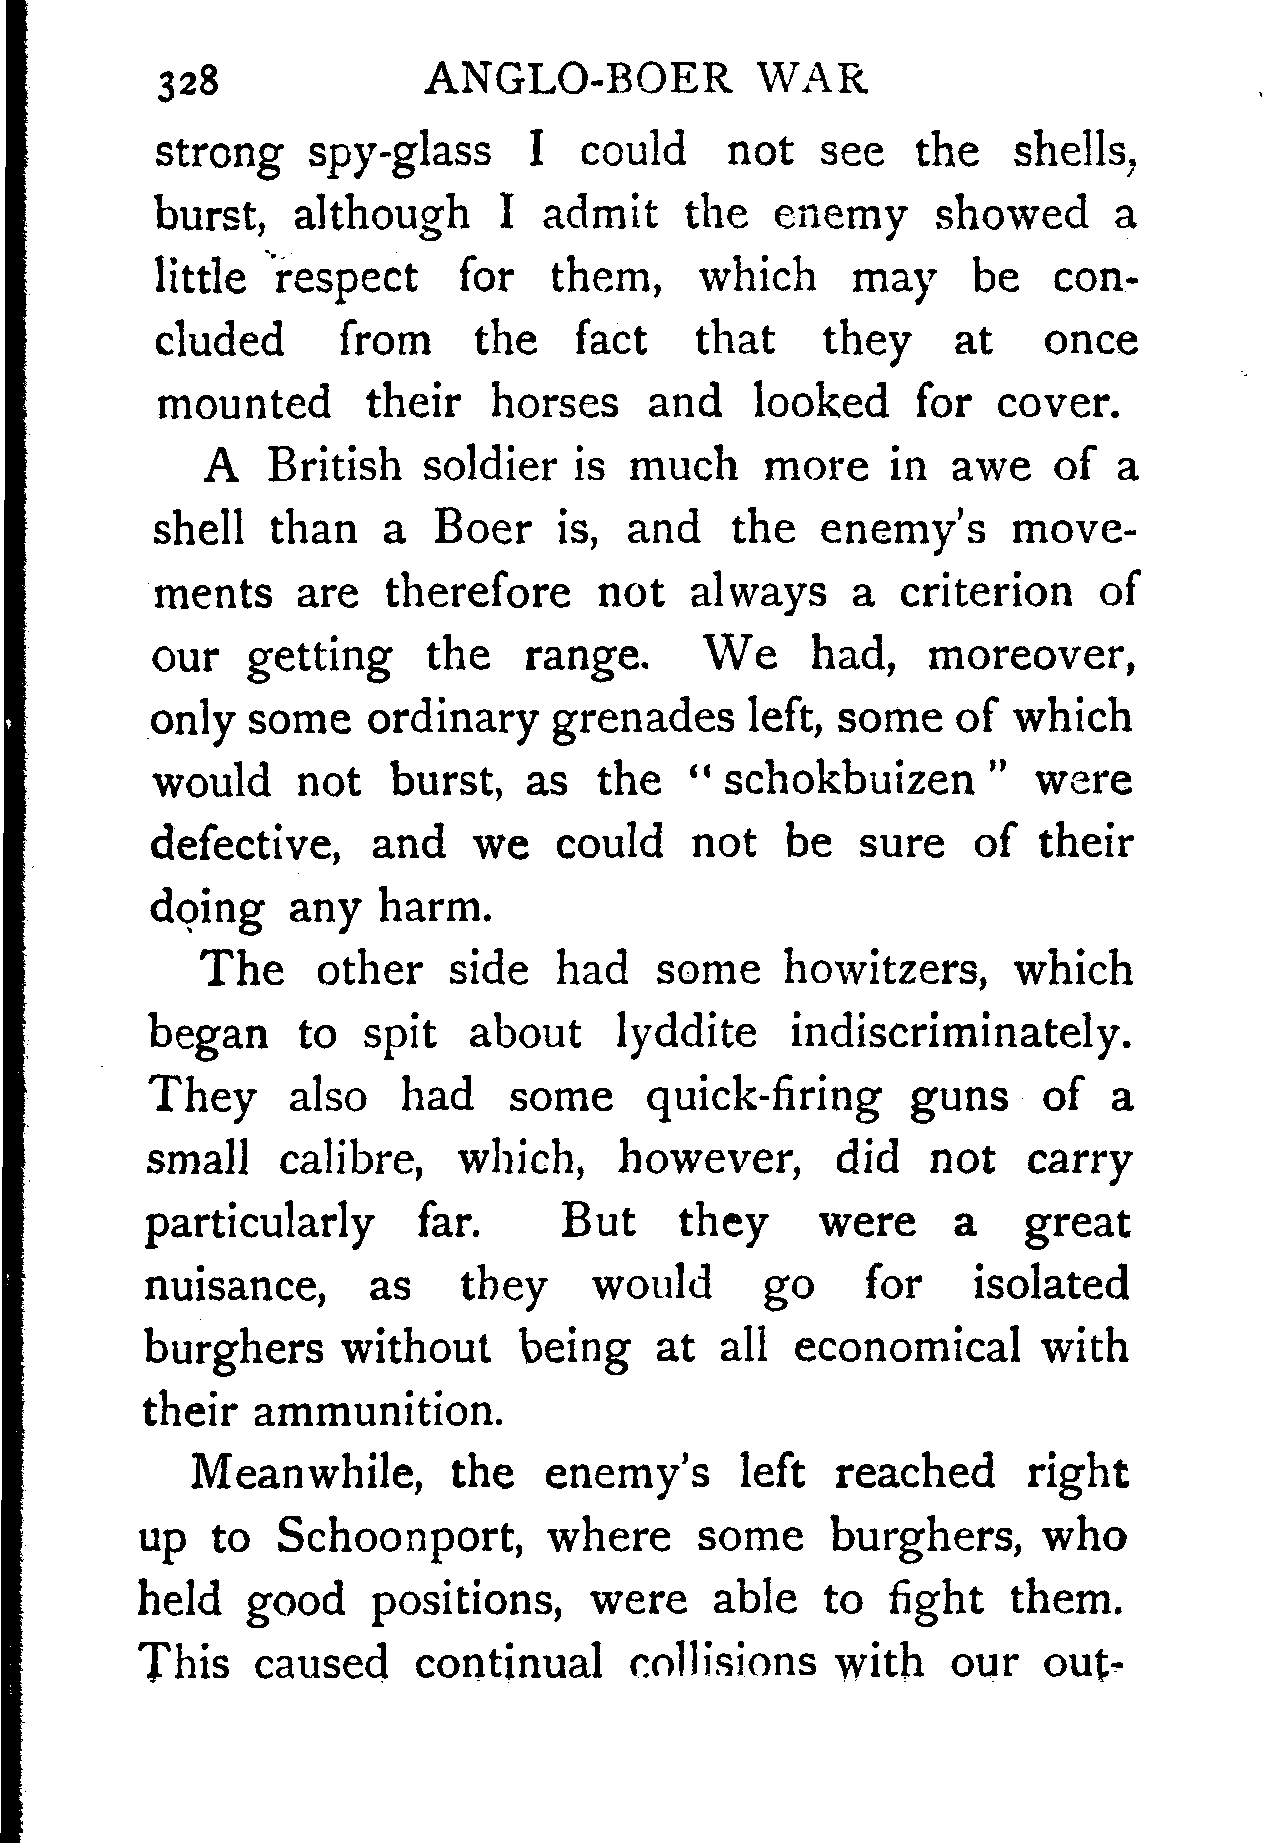 328 ANGLO-BOER WAR
strong spy-glass I could not see the shells,
burst, although I admit the enemy showed a
little respect for them, which may be con-
cluded from the fact that they at once
mounted their horses and looked for cover.
A British soldier is much more in awe of a
shell than a Boer is, and the enemy's move-
ments are therefore not always a criterion of
our getting the range. We had, moreover,
only some ordinary grenades left, some of which
would not burst, as the "schokbuizen" were
defective, and we could not be sure of their
doing any harm.
The other side had some howitzers, which
began to spit about lyddite indiscriminately.
They also had some quick-firing guns of a
small calibre, which, however, did not carry
particularly far. But they were a great
nuisance, as they would go for isolated
burghers without being at all economical with
their ammunition.
Meanwhile, the enemy's left reached right
up to Schoonport, where some burghers, who
held good positions, were able to fight them.
This caused continual collisions with our out-